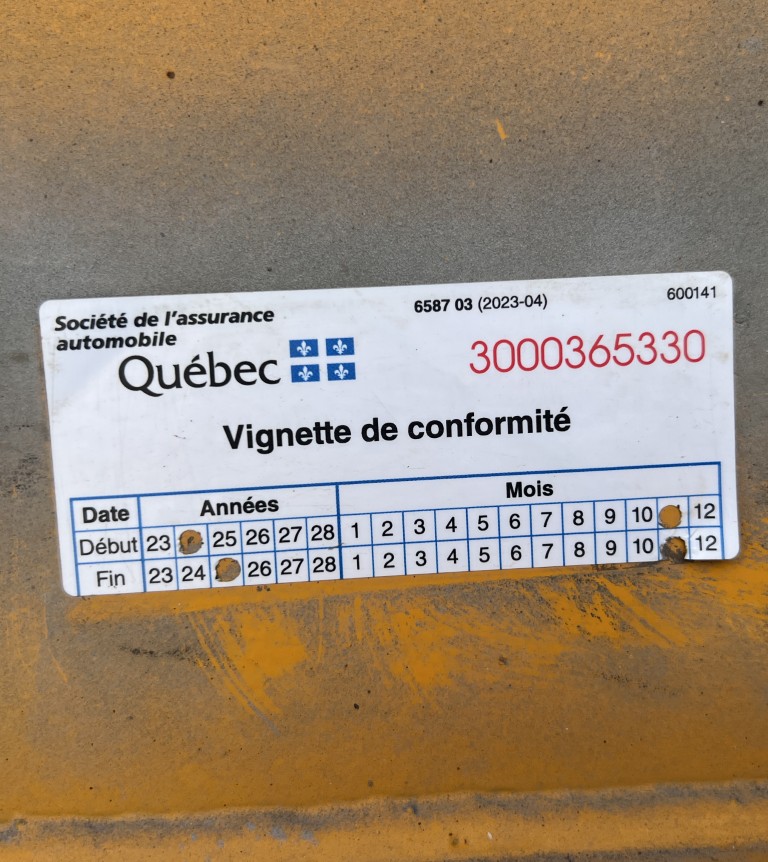 Société de l'assurance
automobile
Québec
6587 03 (2023-04)
600141
3000365330
Vignette de conformité
Date Années Mois
Début 23 25 26 27 28 1 2 3 4 5 6 7 8 9 10 12
Fin 23 24 26 27 28 1 2 3 4 5 6 7 8 9 10 12